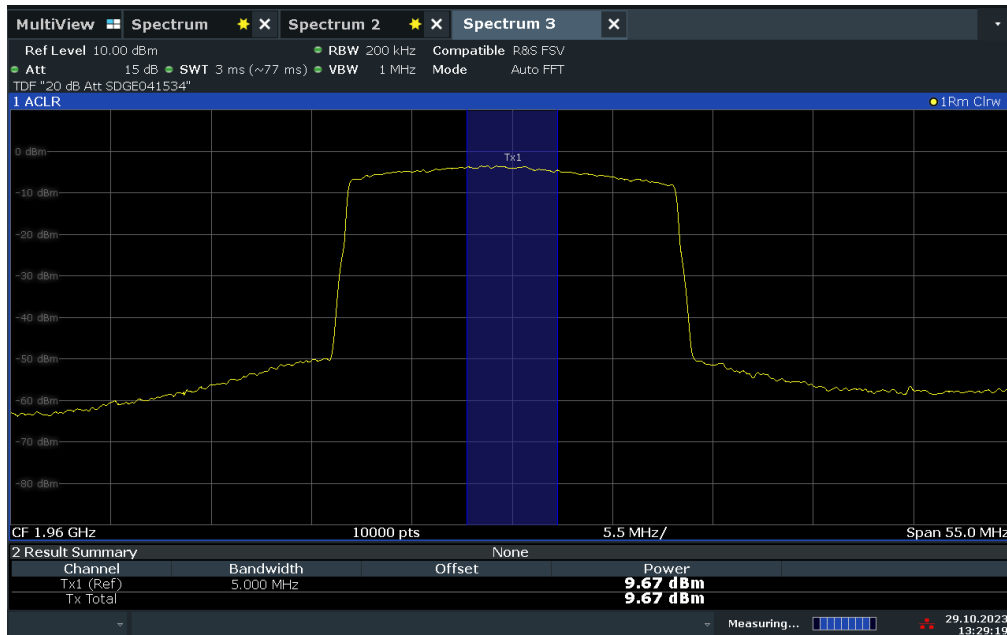 MultiView Spectrum Spectrum 2 Spectrum 3
Ref Level 10.00 dBm RBW 200 kHz Compatible R&S FSV
Att 15 dB SWT 3 ms (~77 ms) VBW 1 MHz Mode Auto FFT
TDF "20 dB Att SDGE041534"
1 ACLR 1Rm Clrw
0 dBm
Tx1
-10 dBm
-20 dBm
-30 dBm
-40 dBm
-50 dBm
-60 dBm
-70 dBm
-80 dBm
CF 1.96 GHz 10000 pts 5.5 MHz/ Span 55.0 MHz
2 Result Summary None
Channel Bandwidth Offset Power
Tx1 (Ref) 5.000 MHz 9.67 dBm
Tx Total 9.67 dBm
Measuring... 29.10.2023
13:29:19